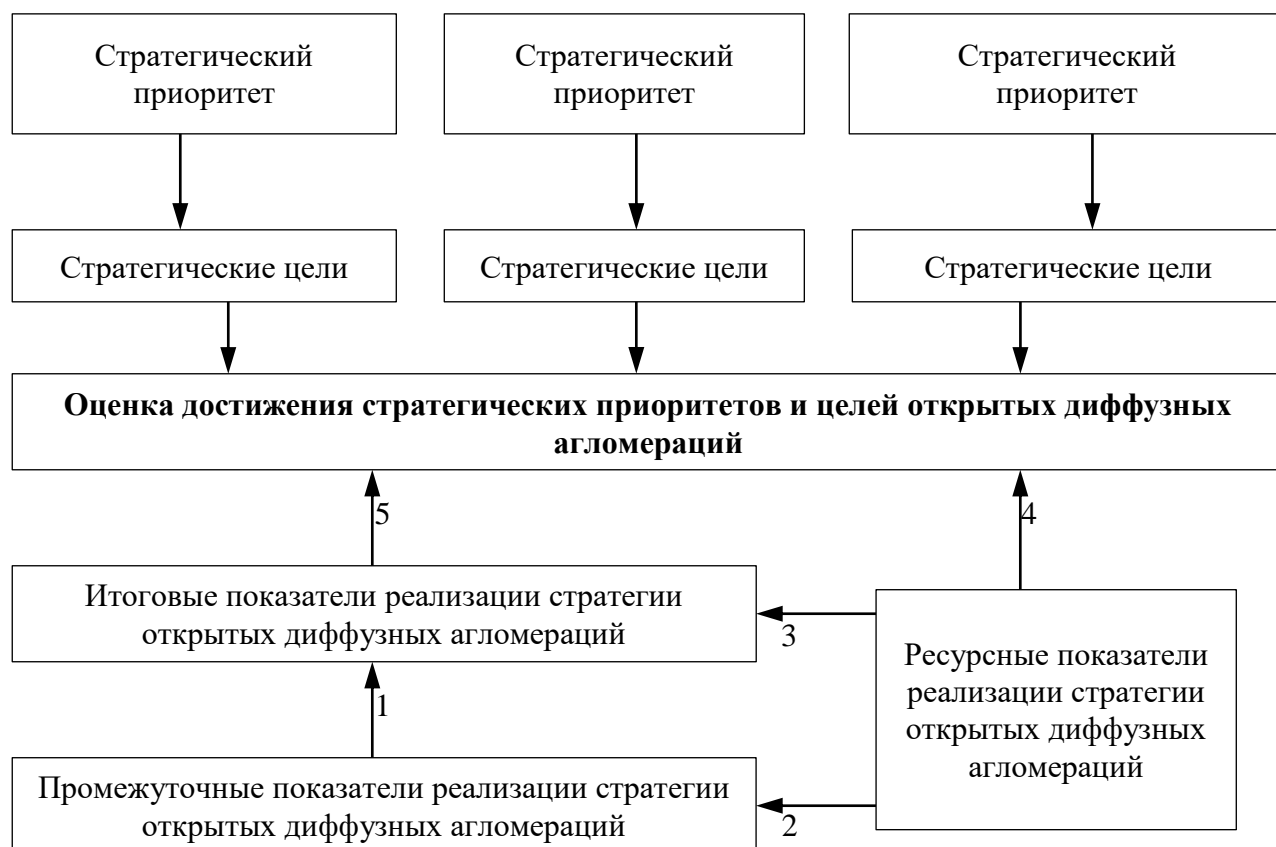 Стратегический
приоритет
Стратегический
приоритет
Стратегический
приоритет
Стратегические цели
Стратегические цели
Стратегические цели
Оценка достижения стратегических приоритетов и целей открытых диффузных
агломераций
5
4
Итоговые показатели реализации стратегии
открытых диффузных агломераций
3
Ресурсные показатели
реализации стратегии
открытых диффузных
агломераций
1
Промежуточные показатели реализации стратегии
открытых диффузных агломераций
2